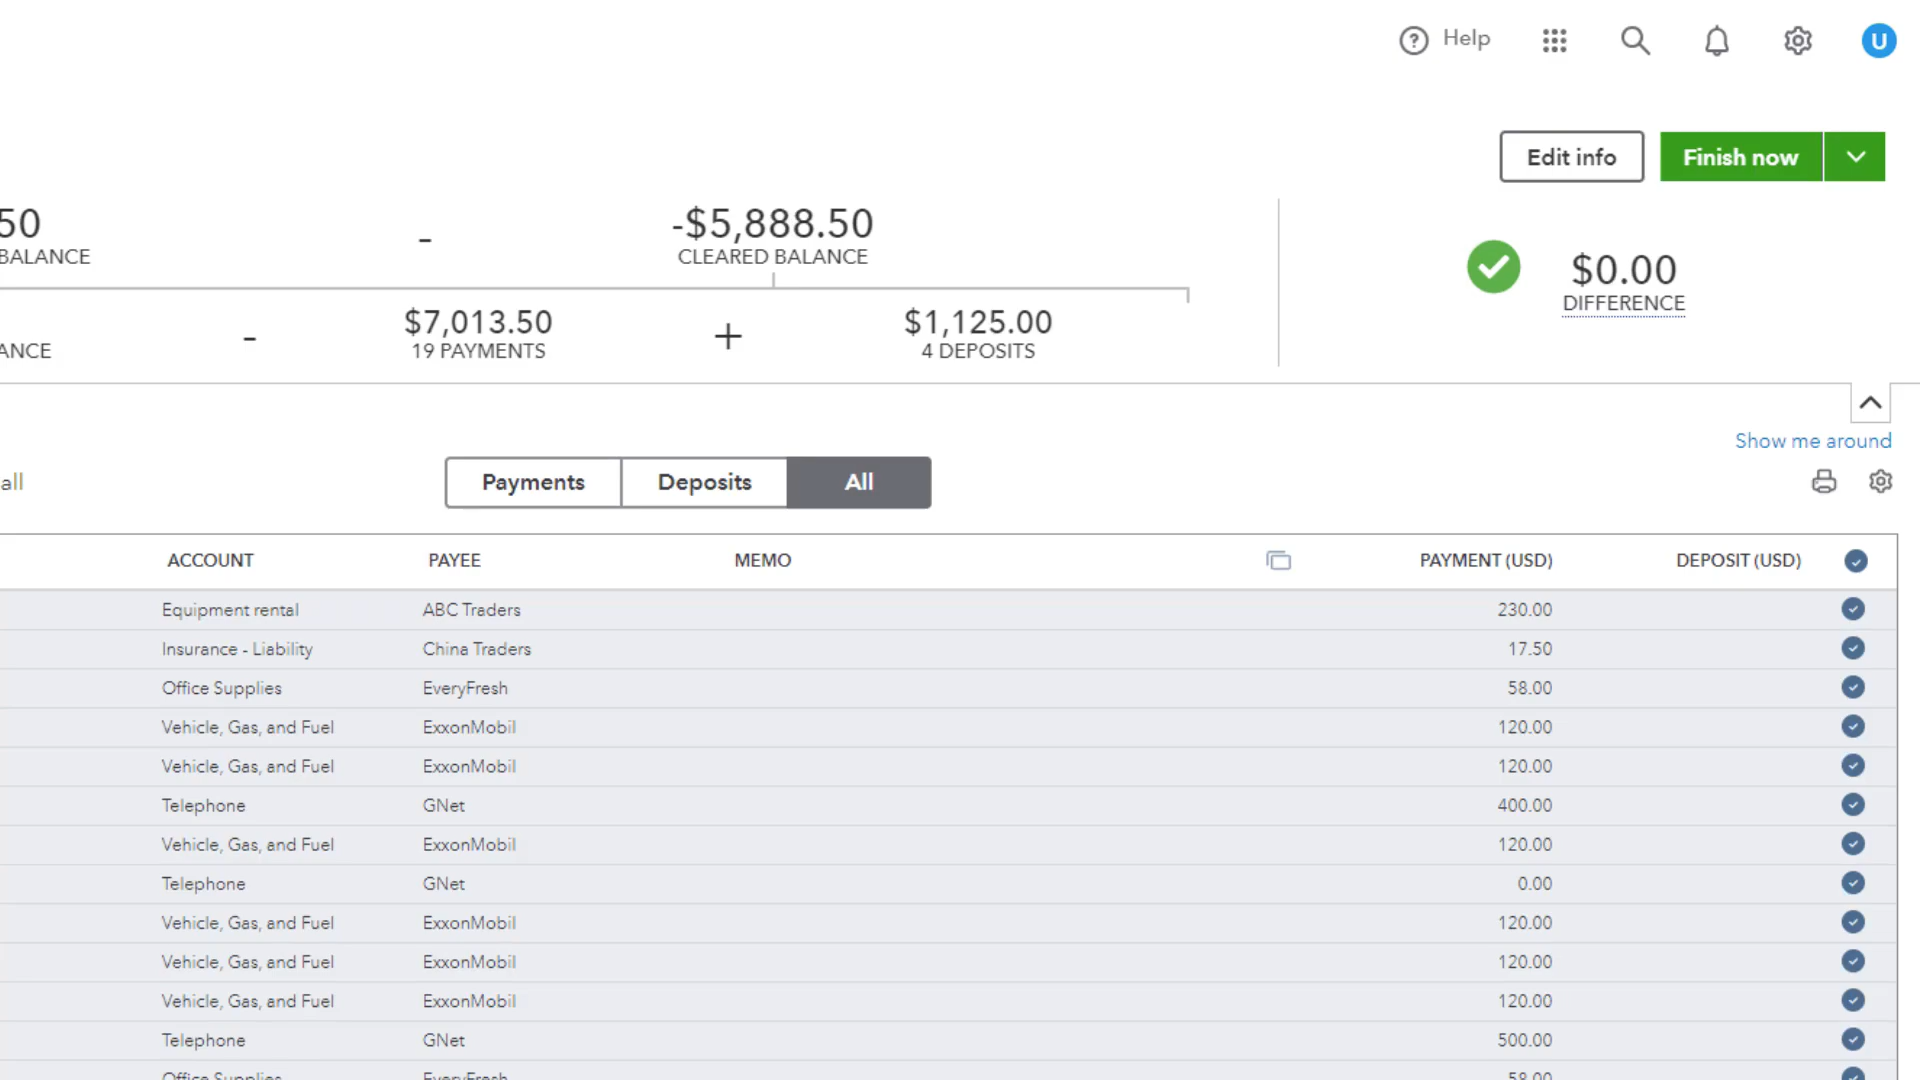 Help
U
Edit info
Finish now
50
-
-$5,888.50
BALANCE
CLEARED BALANCE
$0.00
DIFFERENCE
-
$7,013.50
+
$1,125.00
ANCE
19 PAYMENTS
4 DEPOSITS
Show me around
all
Payments
Deposits
All
ACCOUNT PAYEE MEMO PAYMENT (USD) DEPOSIT (USD)
Equipment rental ABC Traders 230.00
Insurance - Liability China Traders 17.50
Office Supplies EveryFresh 58.00
Vehicle, Gas, and Fuel ExxonMobil 120.00
Vehicle, Gas, and Fuel ExxonMobil 120.00
Telephone GNet 400.00
Vehicle, Gas, and Fuel ExxonMobil 120.00
Telephone GNet 0.00
Vehicle, Gas, and Fuel ExxonMobil 120.00
Vehicle, Gas, and Fuel ExxonMobil 120.00
Vehicle, Gas, and Fuel ExxonMobil 120.00
Telephone GNet 500.00
Office Supplies EveryFresh 58.00